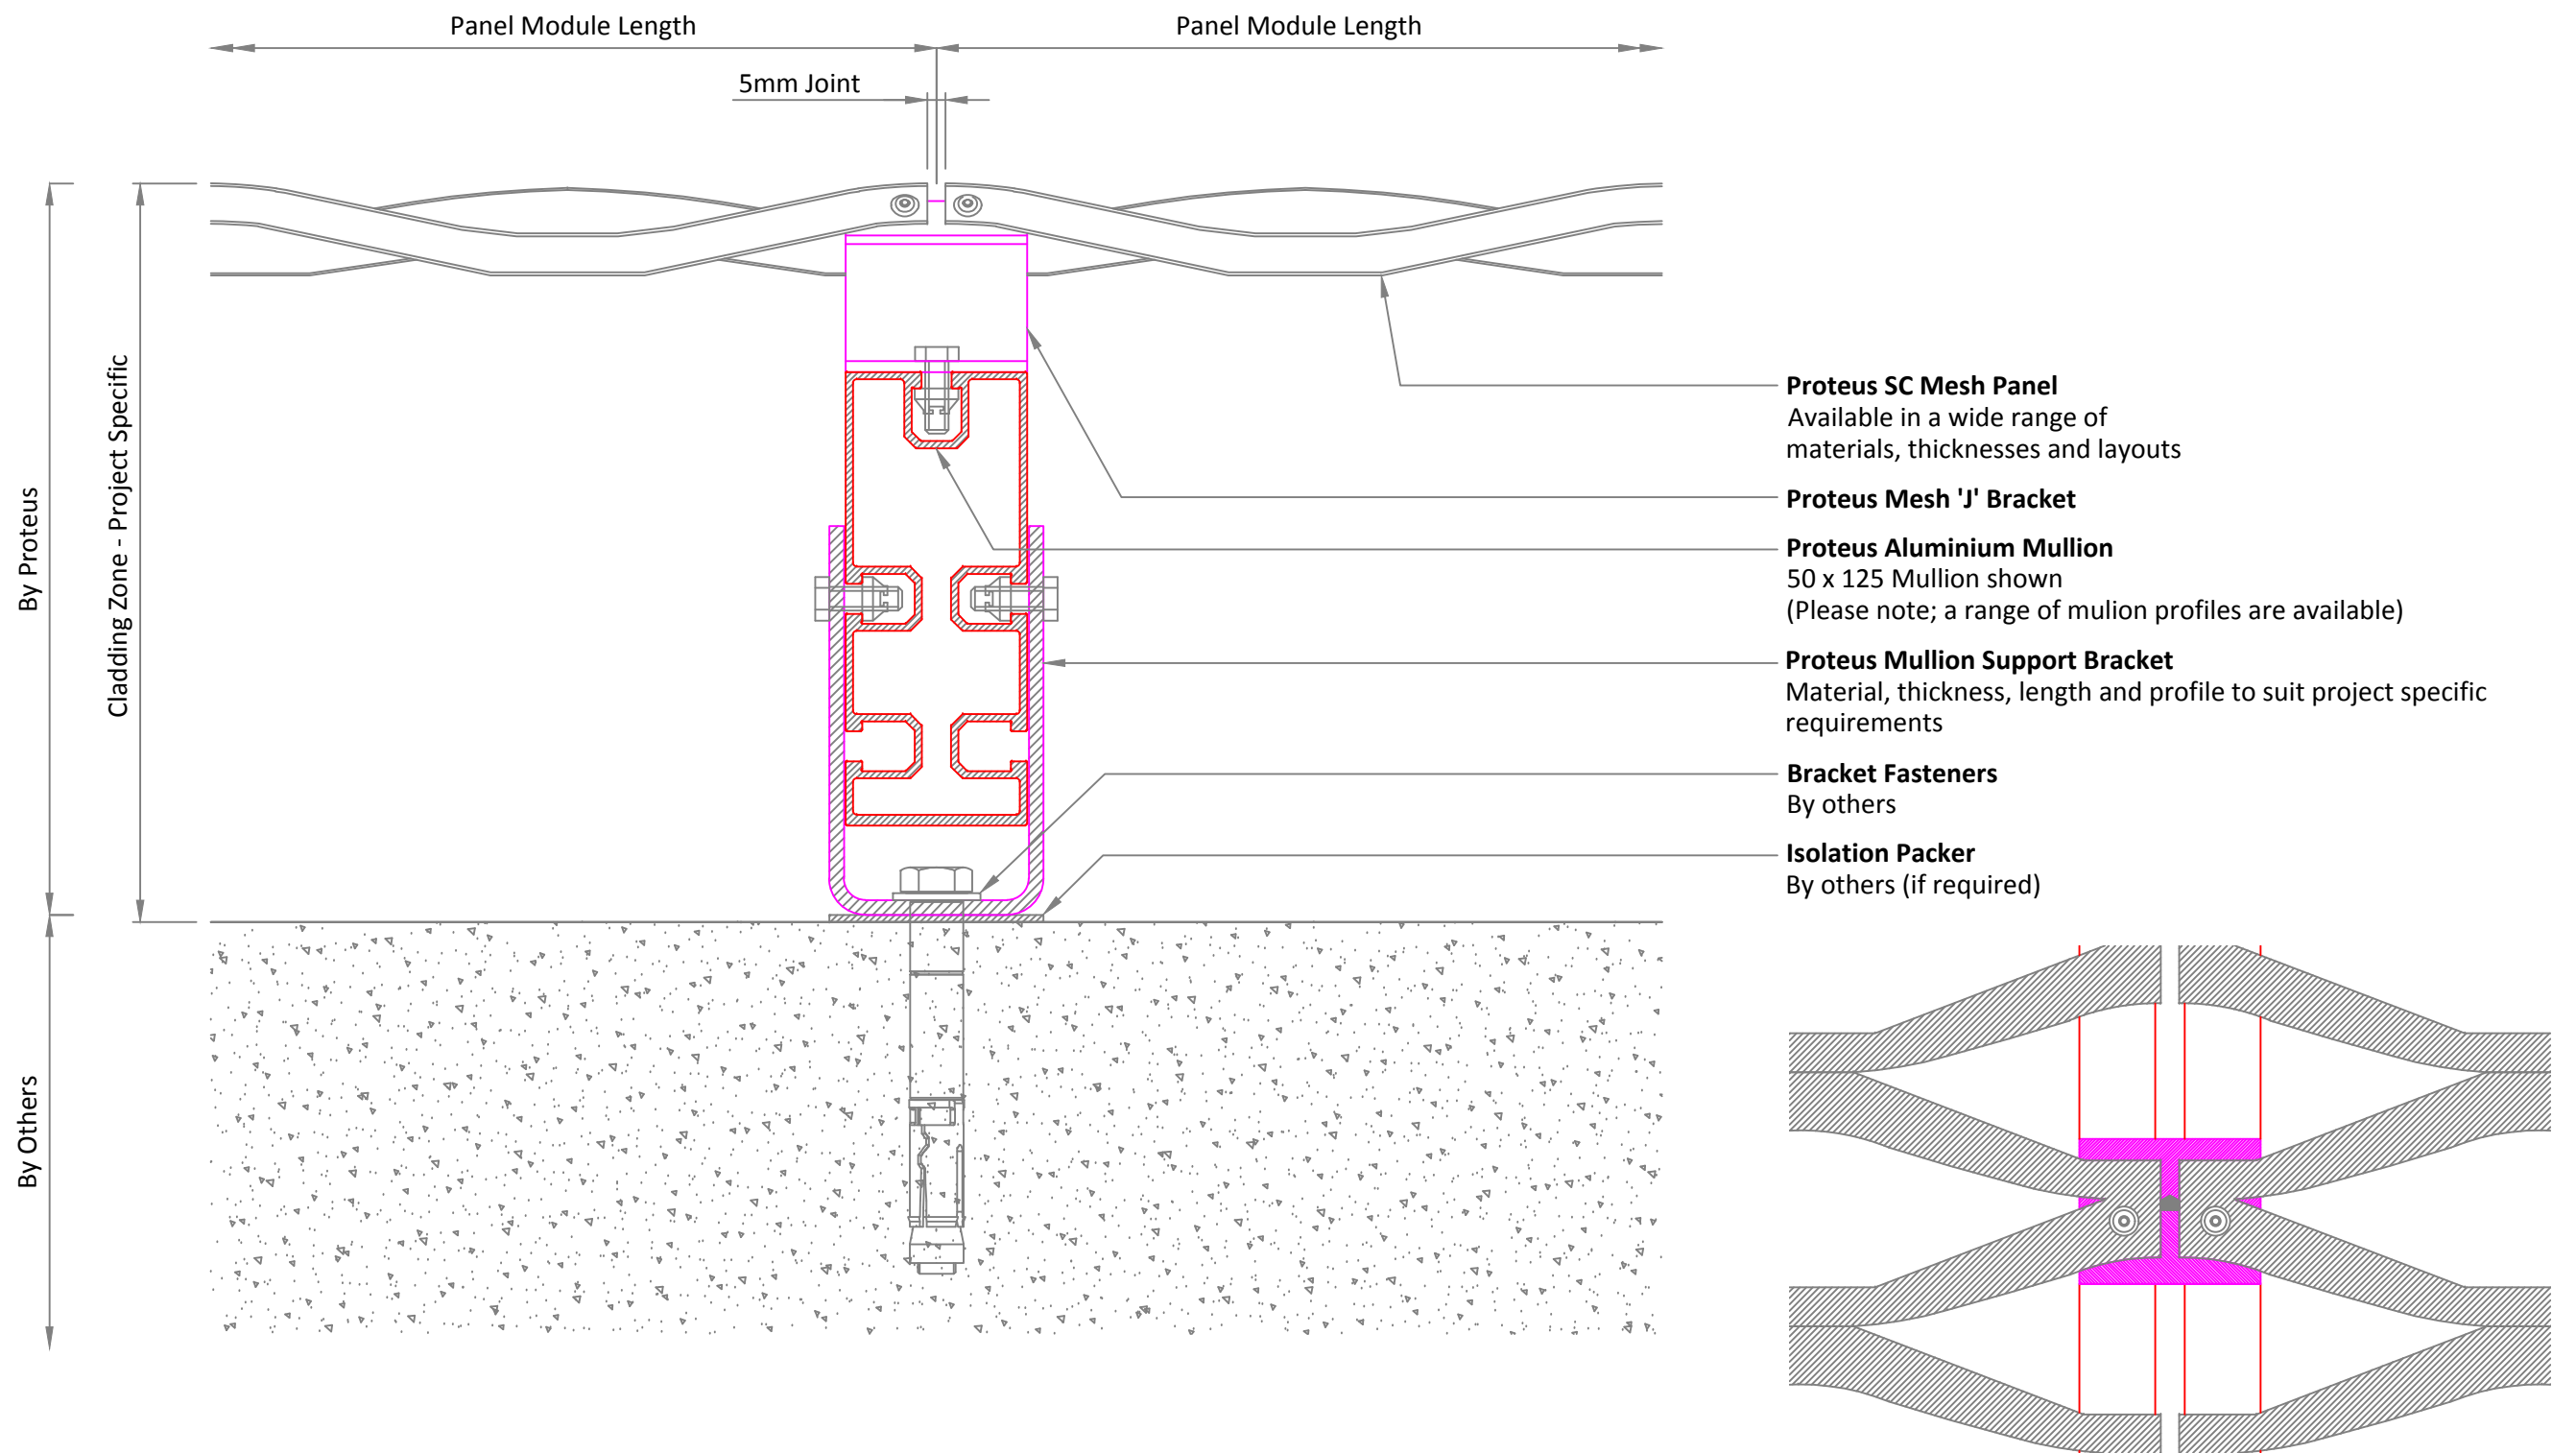 Panel Module Length
Panel Module Length
5mm Joint
By Proteus
Cladding Zone - Project Specific
By Others
Proteus SC Mesh Panel
Available in a wide range of
materials, thicknesses and layouts
Proteus Mesh 'J' Bracket
Proteus Aluminium Mullion
50 x 125 Mullion shown
(Please note; a range of mulion profiles are available)
Proteus Mullion Support Bracket
Material, thickness, length and profile to suit project specific
requirements
Bracket Fasteners
By others
Isolation Packer
By others (if required)